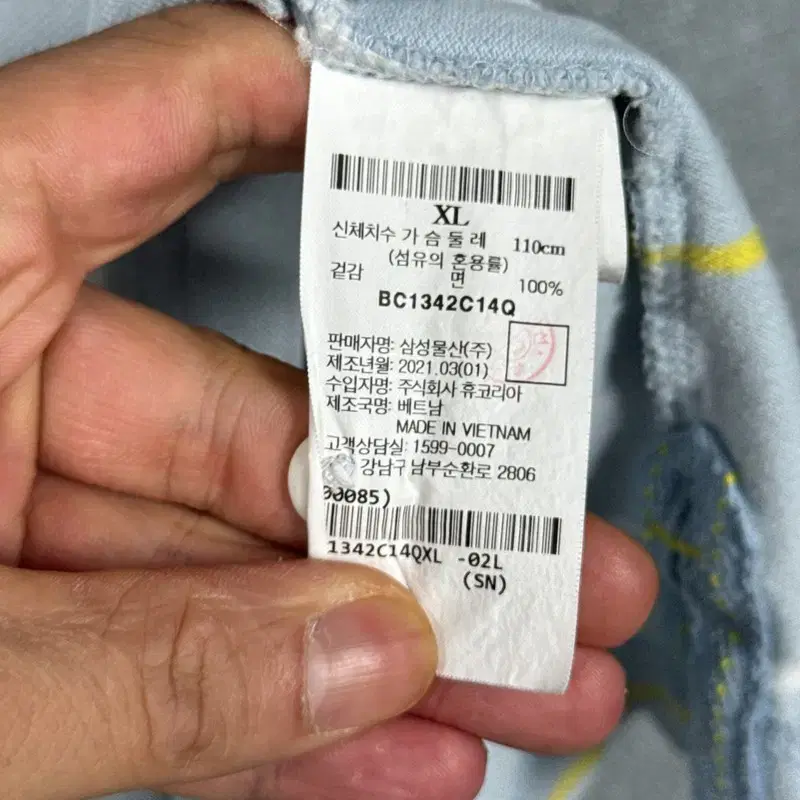 XL
신체치수 가 슴 둘 레 110cm
(섬유의 혼용률)
겉감 면 100%
BC1342C14Q
판매자명: 삼성물산(주)
제조년월: 2021.03(01)
수입자명: 주식회사 휴코리아
제조국명: 베트남
MADE IN VIETNAM
고객상담실: 1599-0007
강남구 남부순환로 2806
00085)
1342C14QXL -02L
(SN)